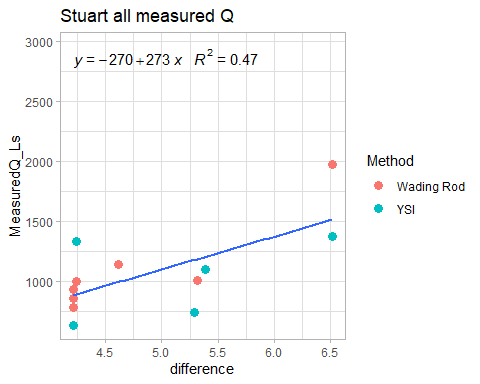 Stuart all measured Q
y = −270+273 x R² = 0.47
3000
2500
2000
1500
1000
MeasuredQ_Ls
4.5 5.0 5.5 6.0 6.5
difference
Method
Wading Rod
YSI